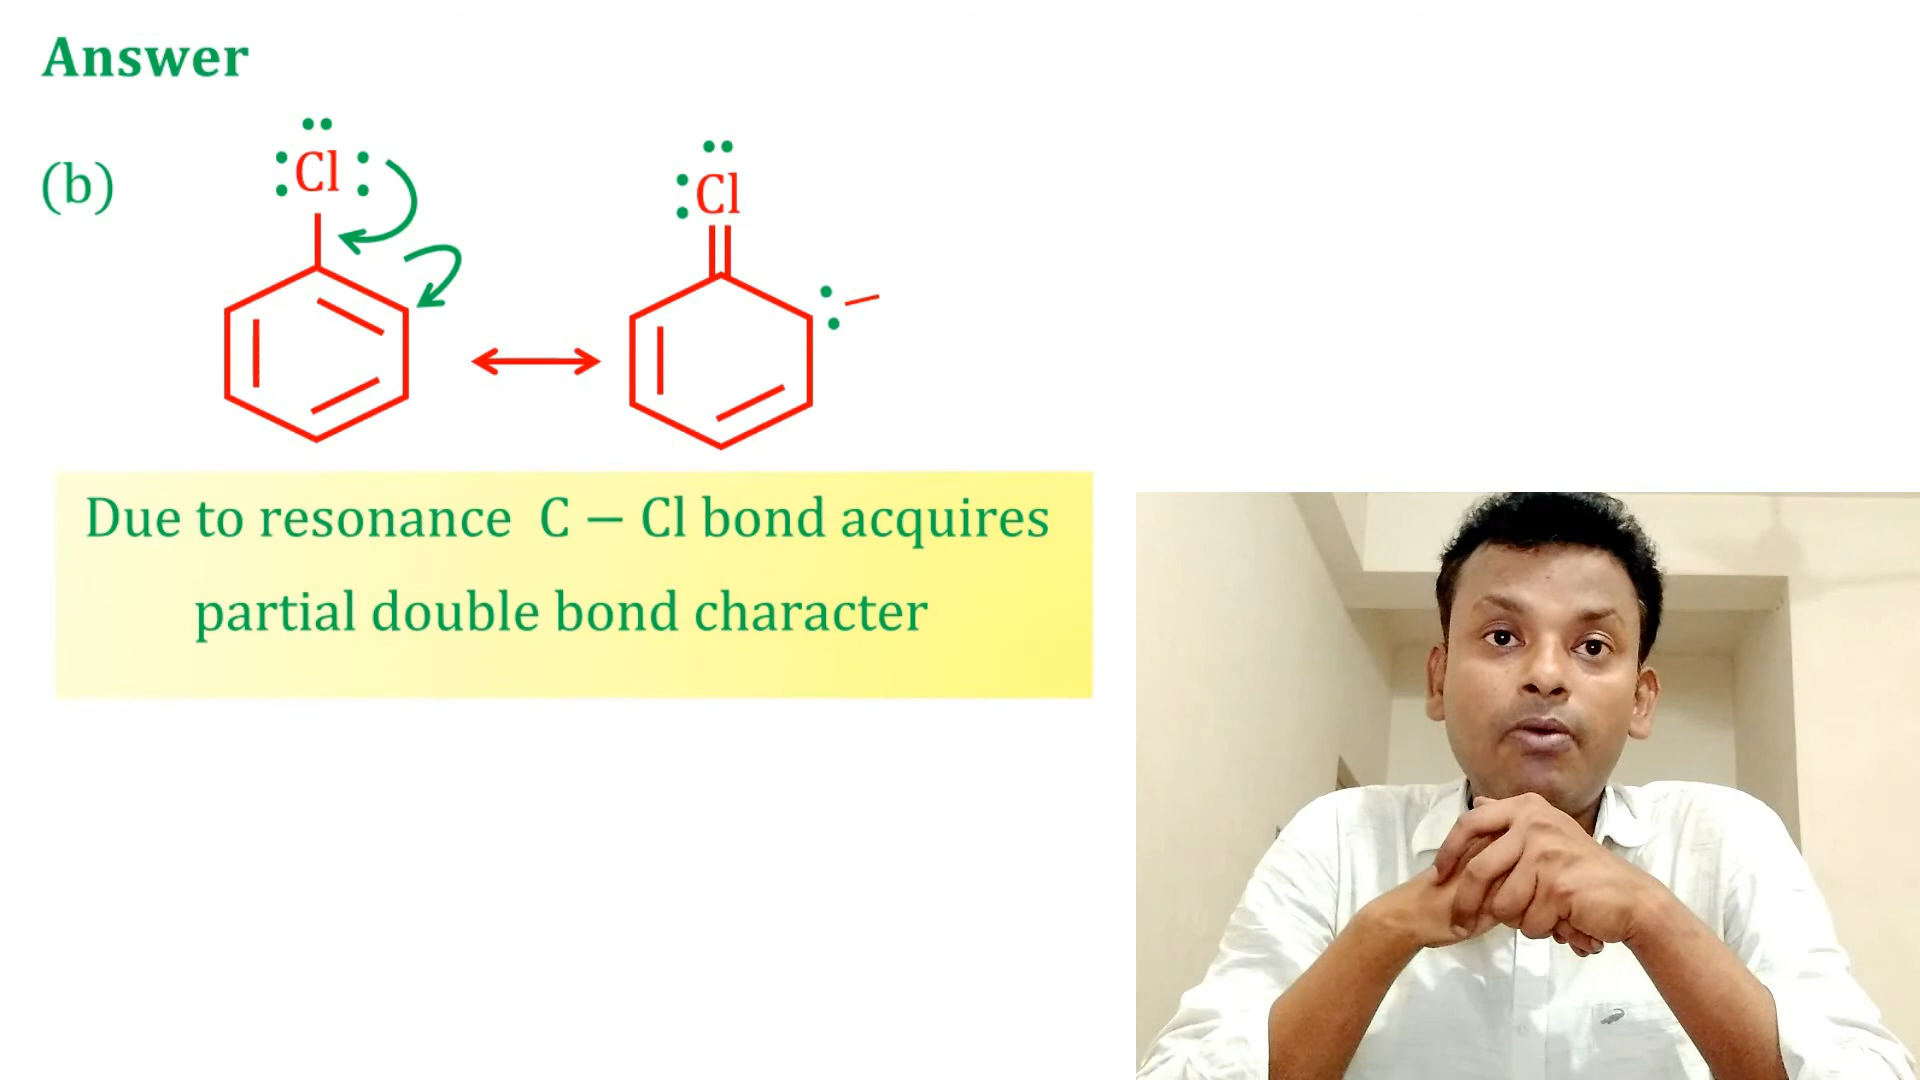 Answer
(b)
:Cl:
:Cl
Due to resonance C – Cl bond acquires
partial double bond character